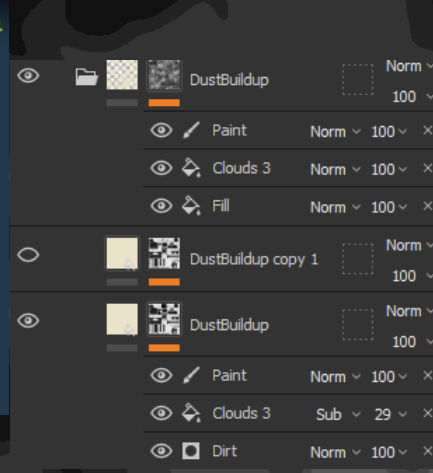 Norm
DustBuildup
100
Paint Norm 100
Clouds 3 Norm 100
Fill Norm 100
Norm
DustBuildup copy 1
100
Norm
DustBuildup
100
Paint Norm 100
Clouds 3 Sub 29
Dirt Norm 100